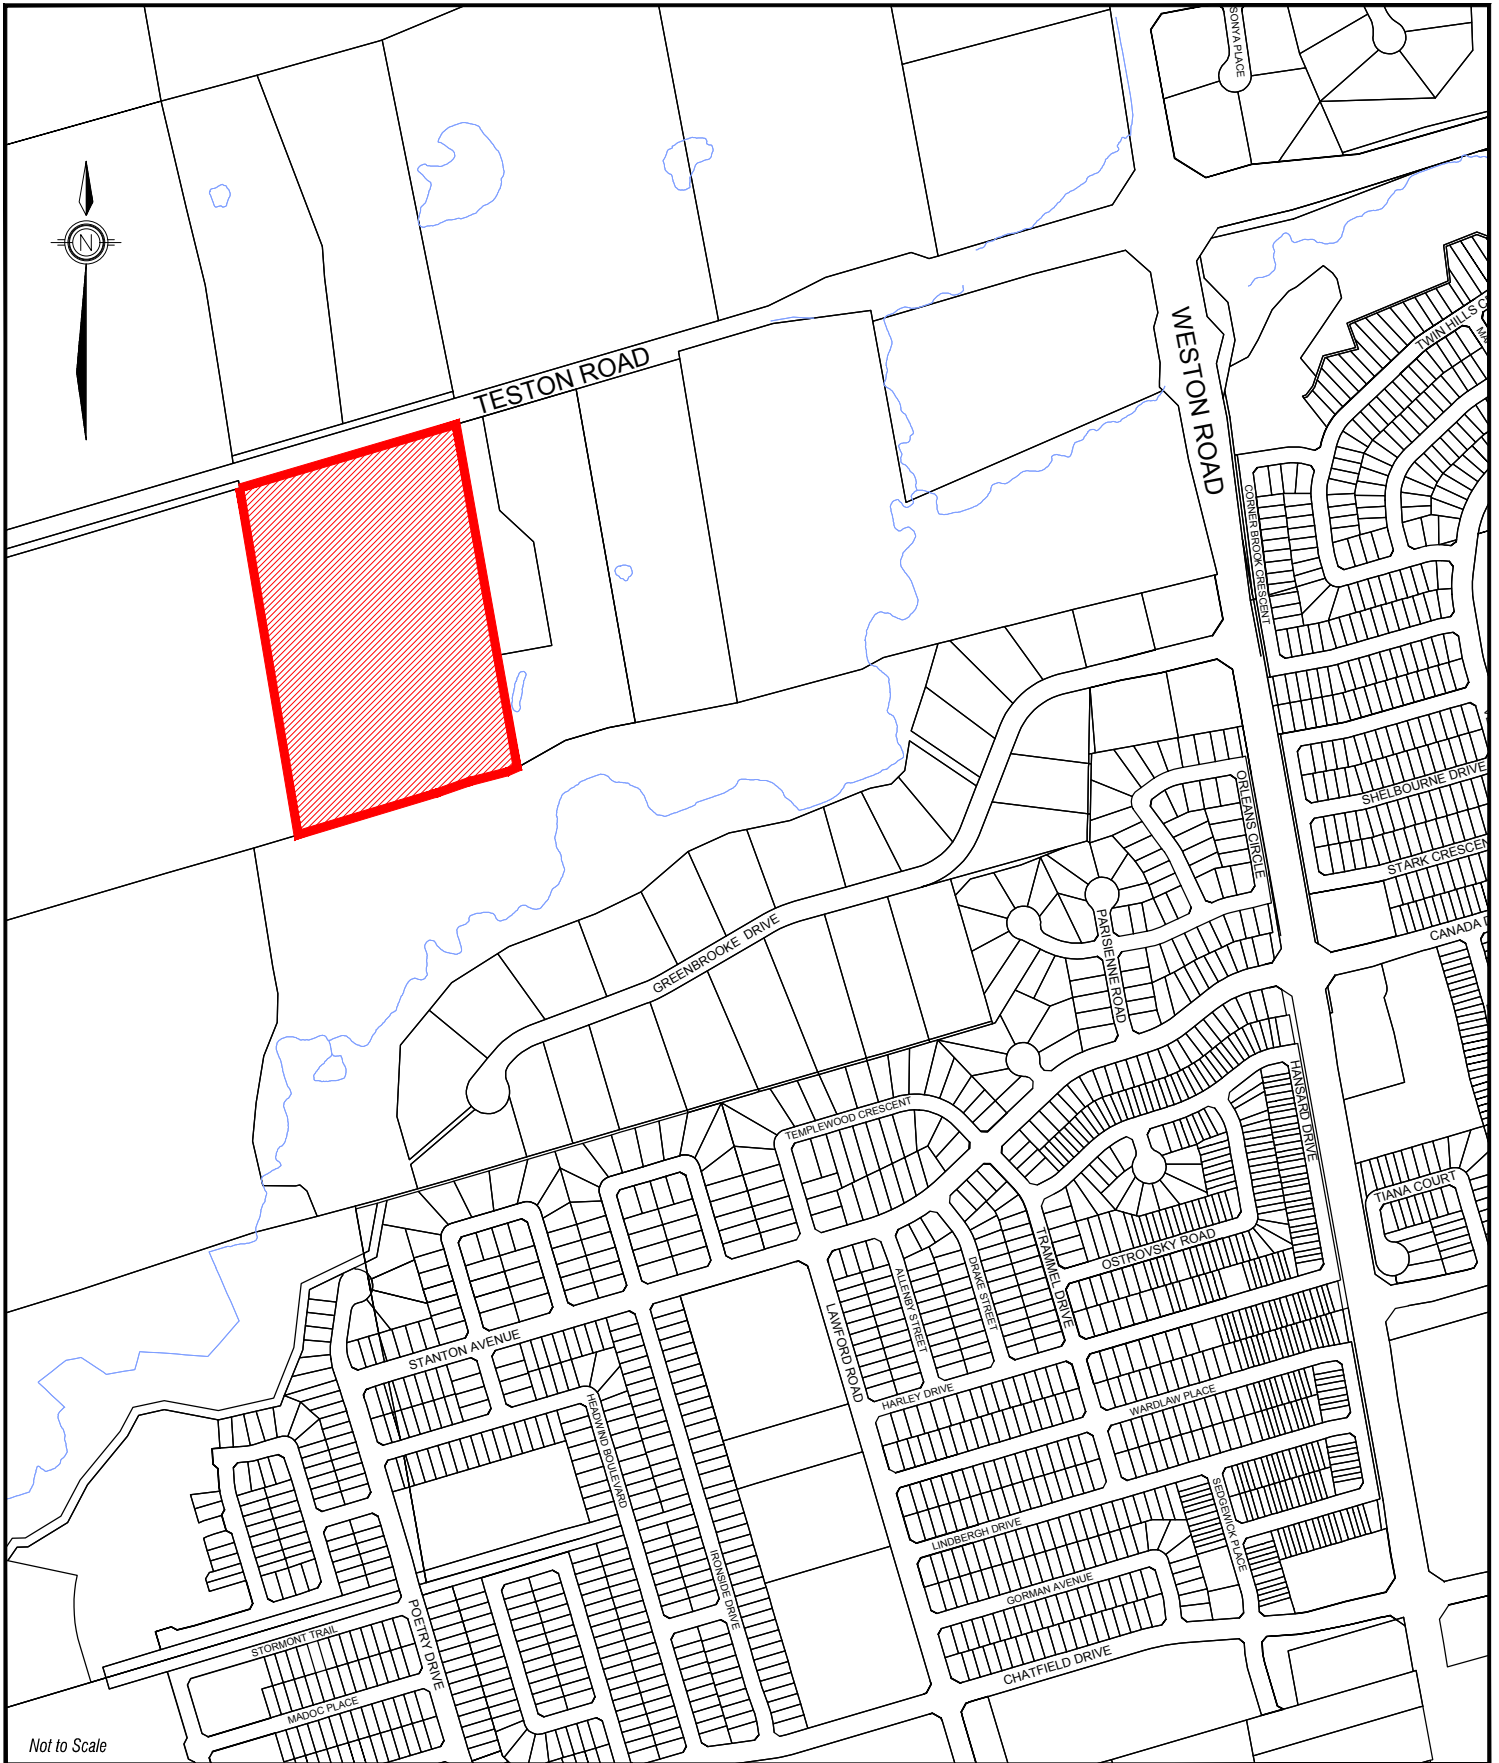 SONYA PLACE
N
TESTON ROAD
WESTON ROAD
TWIN HILLS
CORNER BROOK CRESCENT
SHELBOURNE DRIVE
ORLEANS CIRCLE
STARK CRESCEN
CANADA
PARISIENNE ROAD
GREENBROOKE DRIVE
HANSARD DRIVE
TEMPLEWOOD CRESCENT
TIANA COURT
TRAMMEL DRIVE
OSTROVSKY ROAD
DRAKE STREET
ALLENBY STREET
LAWFORD ROAD
STANTON AVENUE
HARLEY DRIVE
WARDLAW PLACE
HEADWIND BOULEVARD
SEDGEWICK PLACE
LINDBERGH DRIVE
IRONSIDE DRIVE
GORMAN AVENUE
POETRY DRIVE
STORMONT TRAIL
CHATFIELD DRIVE
MADOC PLACE
Not to Scale